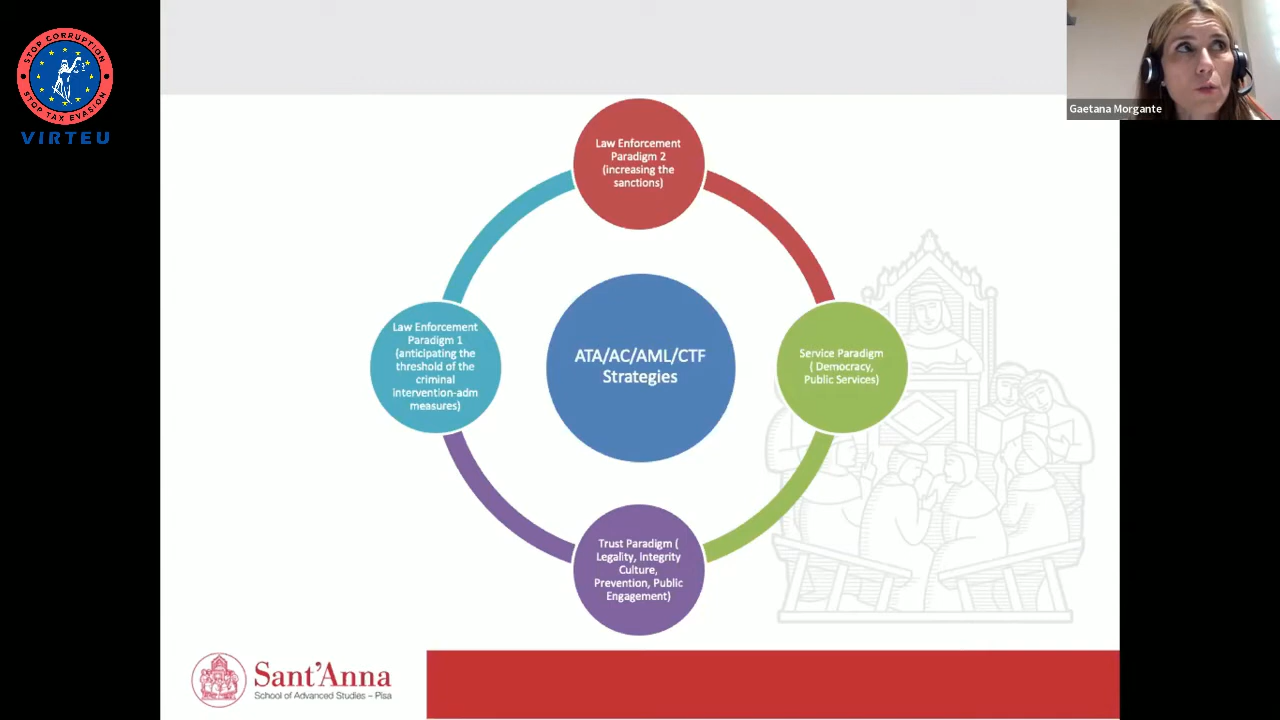 STOP CORRUPTION
STOP TAX EVASION
VIRTEU
Gaetana Morgante
Law Enforcement
Paradigm 2
(increasing the
sanctions)
Law Enforcement
Paradigm 1
(anticipating the
threshold of the
criminal
intervention-adm
measures)
ATA/AC/AML/CTF
Strategies
Service Paradigm
( Democracy,
Public Services)
Trust Paradigm (
Legality, Integrity
Culture,
Prevention, Public
Engagement)
Sant'Anna
School of Advanced Studies – Pisa